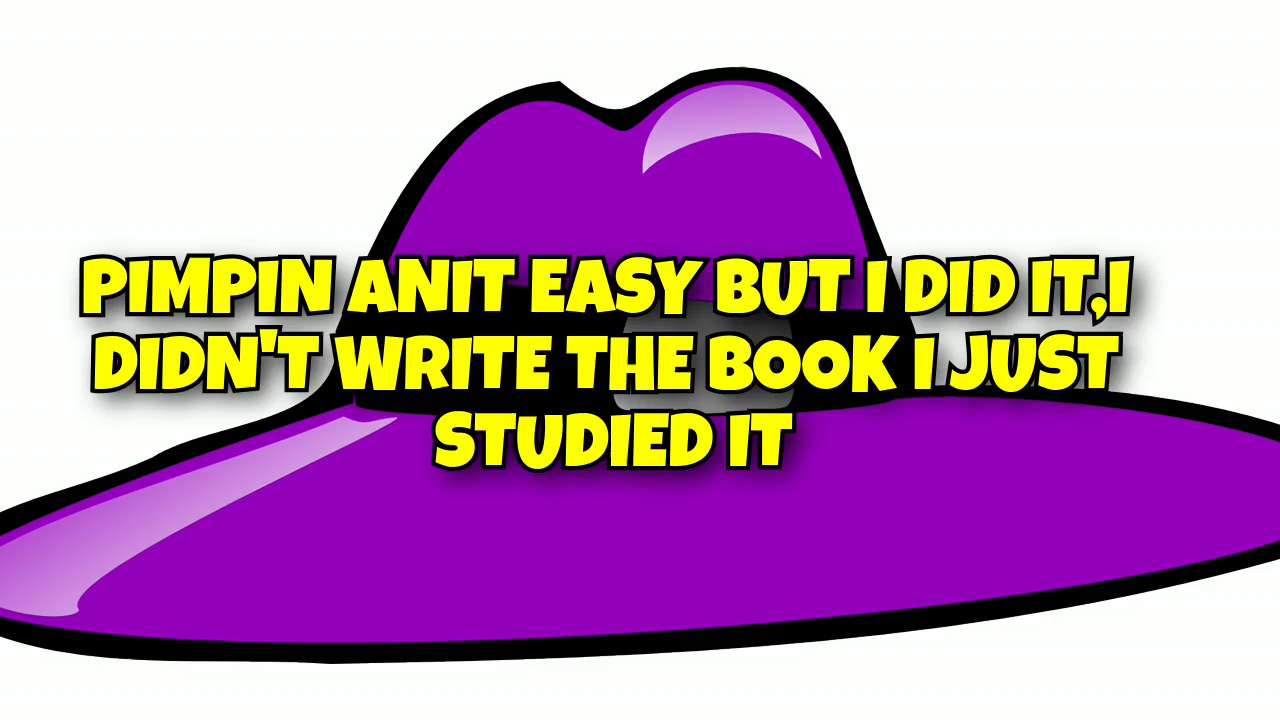 PIMPIN ANIT EASY BUT I DID IT,I
DIDN'T WRITE THE BOOK I JUST
STUDIED IT